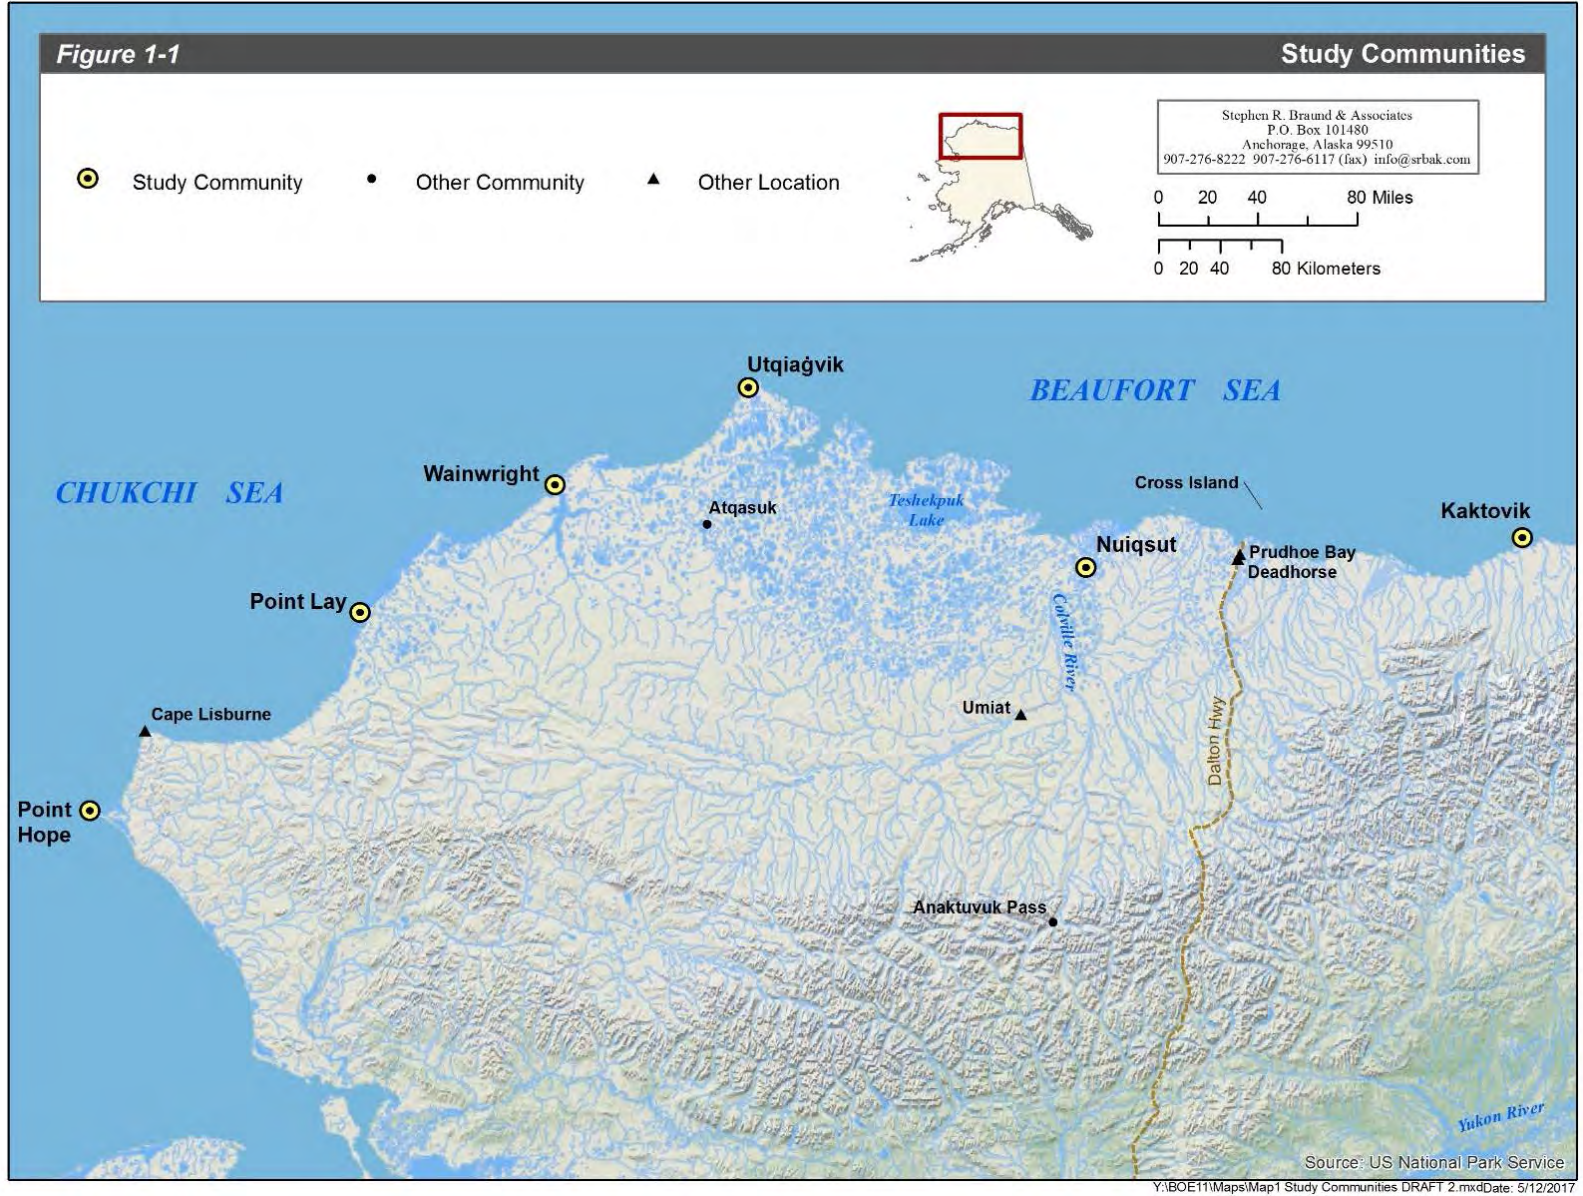 Figure 1-1
Study Communities
Study Community
Other Community
Other Location
Stephen R. Braund & Associates
P.O. Box 101480
Anchorage, Alaska 99510
907-276-8222 907-276-6117 (fax) info@srbak.com
0 20 40 80 Miles
0 20 40 80 Kilometers
Utqiaġvik
BEAUFORT SEA
Wainwright
CHUKCHI SEA
Cross Island
Atqasuk
Teshekpuk
Lake
Kaktovik
Nuiqsut
Prudhoe Bay
Deadhorse
Point Lay
Colville River
Umiat
Cape Lisburne
Dalton Hwy
Point
Hope
Anaktuvuk Pass
Yukon River
Source: US National Park Service
Y:\BOE11\Maps\Map1 Study Communities DRAFT 2.mxdDate: 5/12/2017